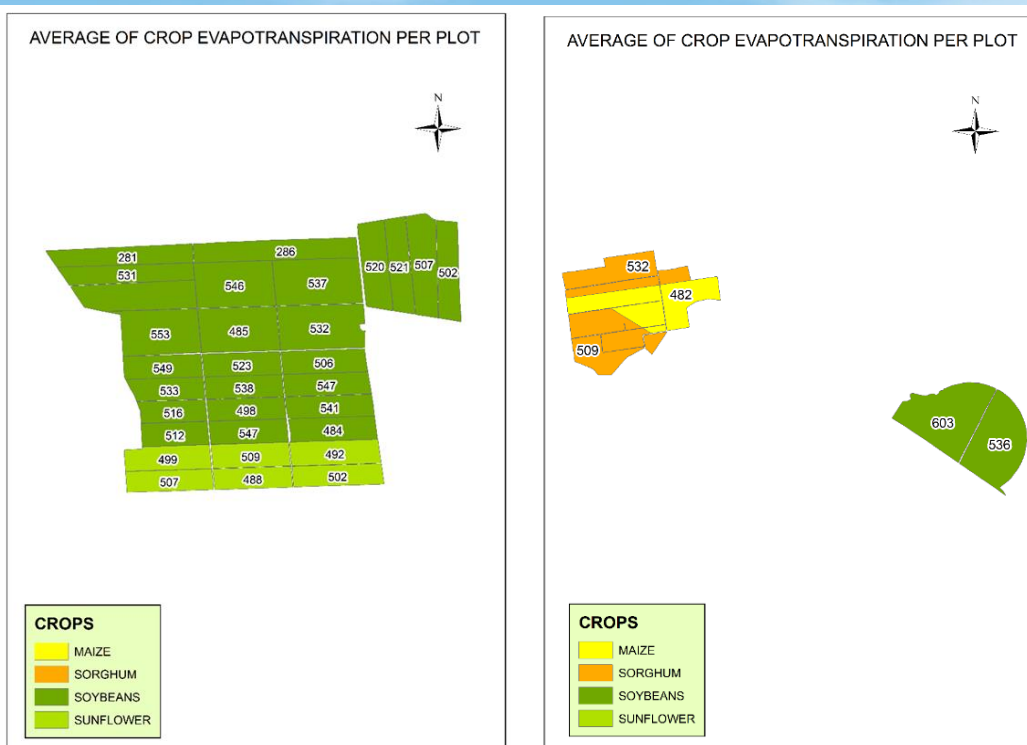 AVERAGE OF CROP EVAPOTRANSPIRATION PER PLOT
N
281
286
531
546
537
520
521
507
502
553
485
532
549
523
506
533
538
547
516
498
541
512
547
484
499
509
492
507
488
502
CROPS
MAIZE
SORGHUM
SOYBEANS
SUNFLOWER
AVERAGE OF CROP EVAPOTRANSPIRATION PER PLOT
N
532
482
509
603
536
CROPS
MAIZE
SORGHUM
SOYBEANS
SUNFLOWER